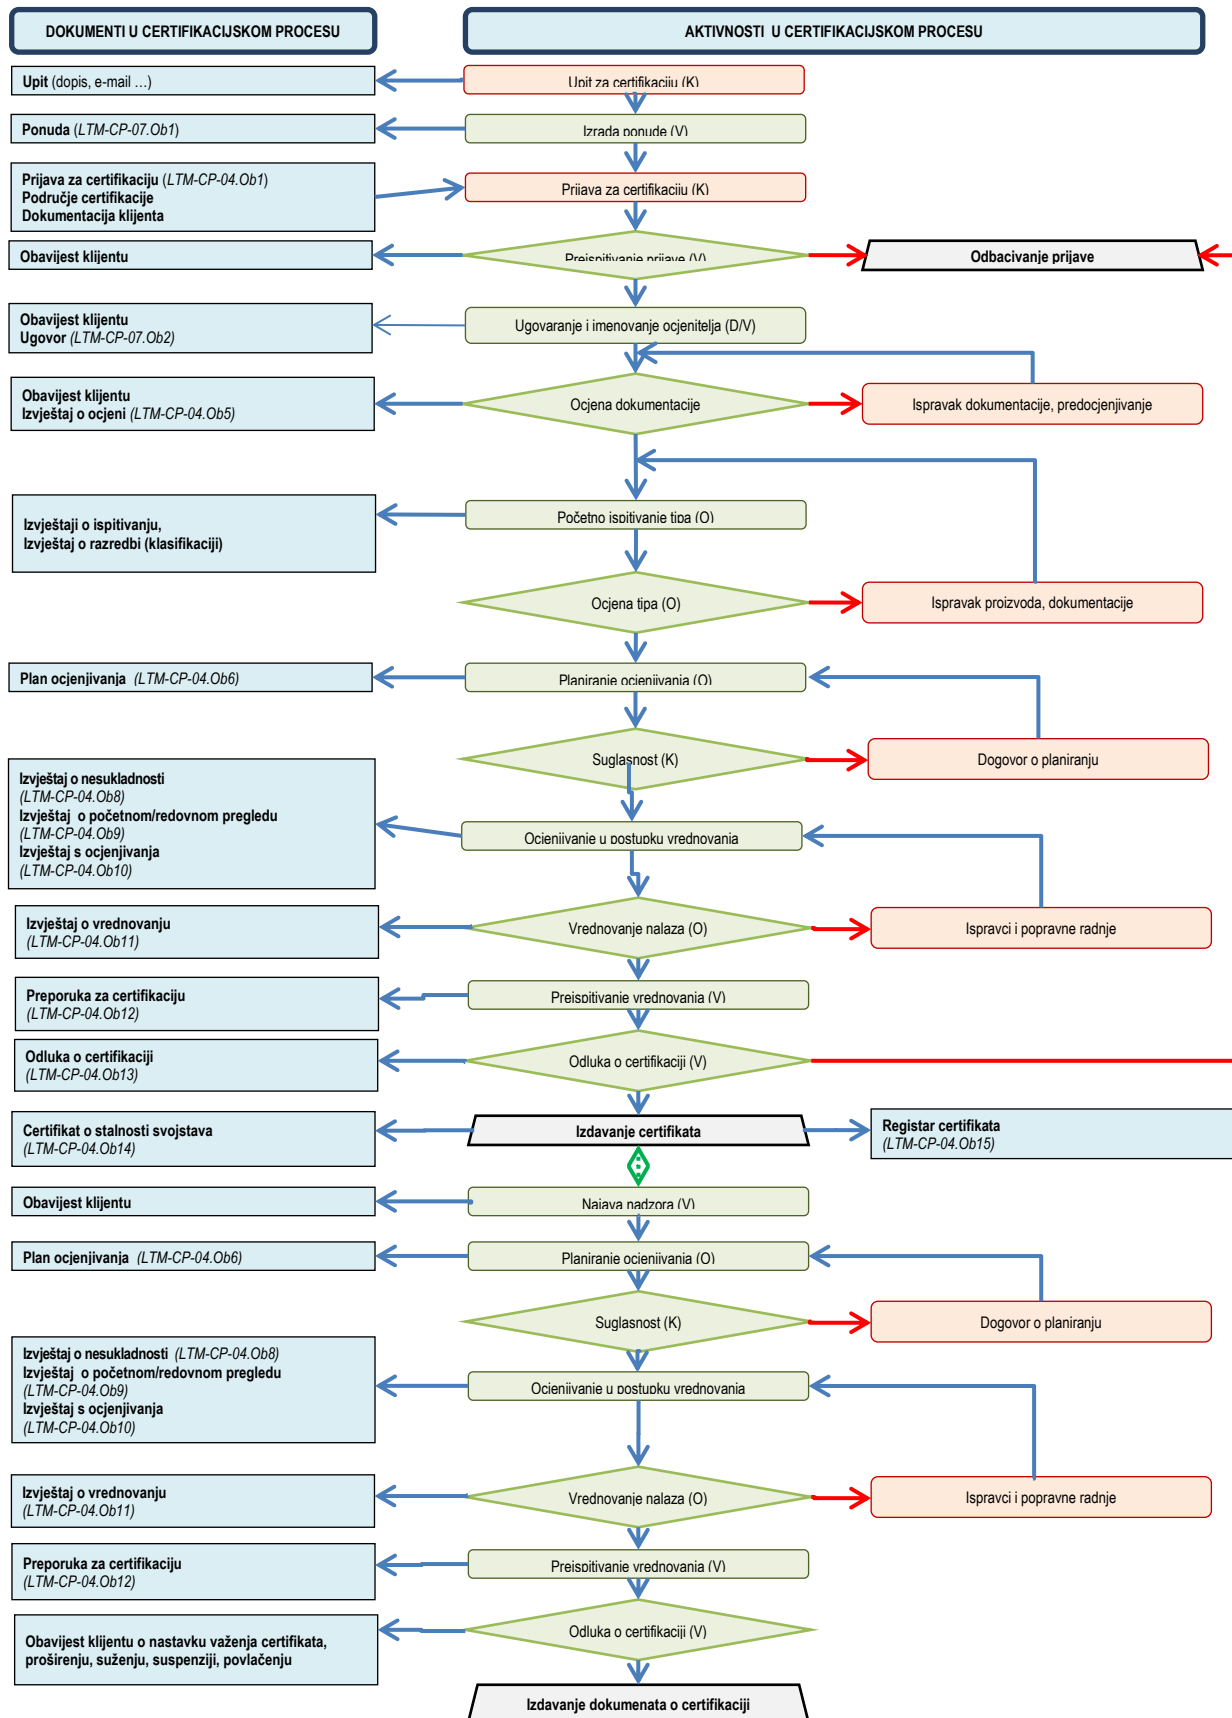 DOKUMENTI U CERTIFIKACIJSKOM PROCESU
AKTIVNOSTI U CERTIFIKACIJSKOM PROCESU
Upit (dopis, e-mail ...)
Upit za certifikaciju (K)
Ponuda (LTM-CP-07.Ob1)
Izrada ponude (V)
Prijava za certifikaciju (LTM-CP-04.Ob1)
Područje certifikacije
Dokumentacija klijenta
Prijava za certifikaciju (K)
Obavijest klijentu
Preispitivanje prijave (V)
Odbacivanje prijave
Obavijest klijentu
Ugovor (LTM-CP-07.Ob2)
Ugovaranje i imenovanje ocjenitelja (D/V)
Obavijest klijentu
Izvještaj o ocjeni (LTM-CP-04.Ob5)
Ocjena dokumentacije
Ispravak dokumentacije, predocjenjivanje
Izvještaji o ispitivanju,
Izvještaj o razredbi (klasifikaciji)
Početno ispitivanje tipa (O)
Ocjena tipa (O)
Ispravak proizvoda, dokumentacije
Plan ocjenjivanja (LTM-CP-04.Ob6)
Planiranje ocjenjivanja (O)
Suglasnost (K)
Dogovor o planiranju
Izvještaj o nesukladnosti
(LTM-CP-04.Ob8)
Izvještaj o početnom/redovnom pregledu
(LTM-CP-04.Ob9)
Izvještaj s ocjenjivanja
(LTM-CP-04.Ob10)
Ocjenjivanje u postupku vrednovanja
Izvještaj o vrednovanju
(LTM-CP-04.Ob11)
Vrednovanje nalaza (O)
Ispravci i popravne radnje
Preporuka za certifikaciju
(LTM-CP-04.Ob12)
Preispitivanje vrednovanja (V)
Odluka o certifikaciji
(LTM-CP-04.Ob13)
Odluka o certifikaciji (V)
Certifikat o stalnosti svojstava
(LTM-CP-04.Ob14)
Izdavanje certifikata
Registar certifikata
(LTM-CP-04.Ob15)
Obavijest klijentu
Najava nadzora (V)
Plan ocjenjivanja (LTM-CP-04.Ob6)
Planiranje ocjenjivanja (O)
Suglasnost (K)
Dogovor o planiranju
Izvještaj o nesukladnosti (LTM-CP-04.Ob8)
Izvještaj o početnom/redovnom pregledu
(LTM-CP-04.Ob9)
Izvještaj s ocjenjivanja
(LTM-CP-04.Ob10)
Ocjenjivanje u postupku vrednovanja
Izvještaj o vrednovanju
(LTM-CP-04.Ob11)
Vrednovanje nalaza (O)
Ispravci i popravne radnje
Preporuka za certifikaciju
(LTM-CP-04.Ob12)
Preispitivanje vrednovanja (V)
Obavijest klijentu o nastavku važenja certifikata,
proširenju, suženju, suspenziji, povlačenju
Odluka o certifikaciji (V)
Izdavanje dokumenata o certifikaciji